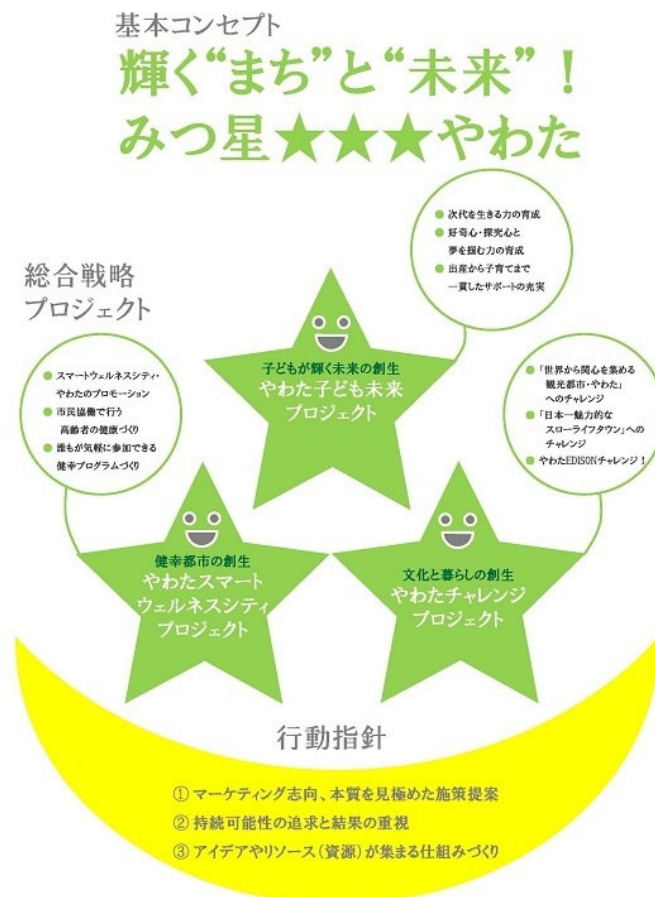 基本コンセプト
輝く“まち”と“未来”！
みつ星★★★やわた
● 次代を生きる力の育成
● 好奇心・探究心と
夢を掴む力の育成
● 出産から子育てまで
一貫したサポートの充実
総合戦略
プロジェクト
子どもが輝く未来の創生
やわた子ども未来
プロジェクト
● スマートウェルネスシティ・
やわたのプロモーション
● 市民協働で行う
高齢者の健康づくり
● 誰もが気軽に参加できる
健幸プログラムづくり
● 「世界から関心を集める
観光都市・やわた」
へのチャレンジ
● 「日本一魅力的な
スローライフタウン」への
チャレンジ
● やわたEDISONチャレンジ！
健幸都市の創生
やわたスマート
ウェルネスシティ
プロジェクト
文化と暮らしの創生
やわたチャレンジ
プロジェクト
行動指針
① マーケティング志向、本質を見極めた施策提案
② 持続可能性の追求と結果の重視
③ アイデアやリソース（資源）が集まる仕組みづくり